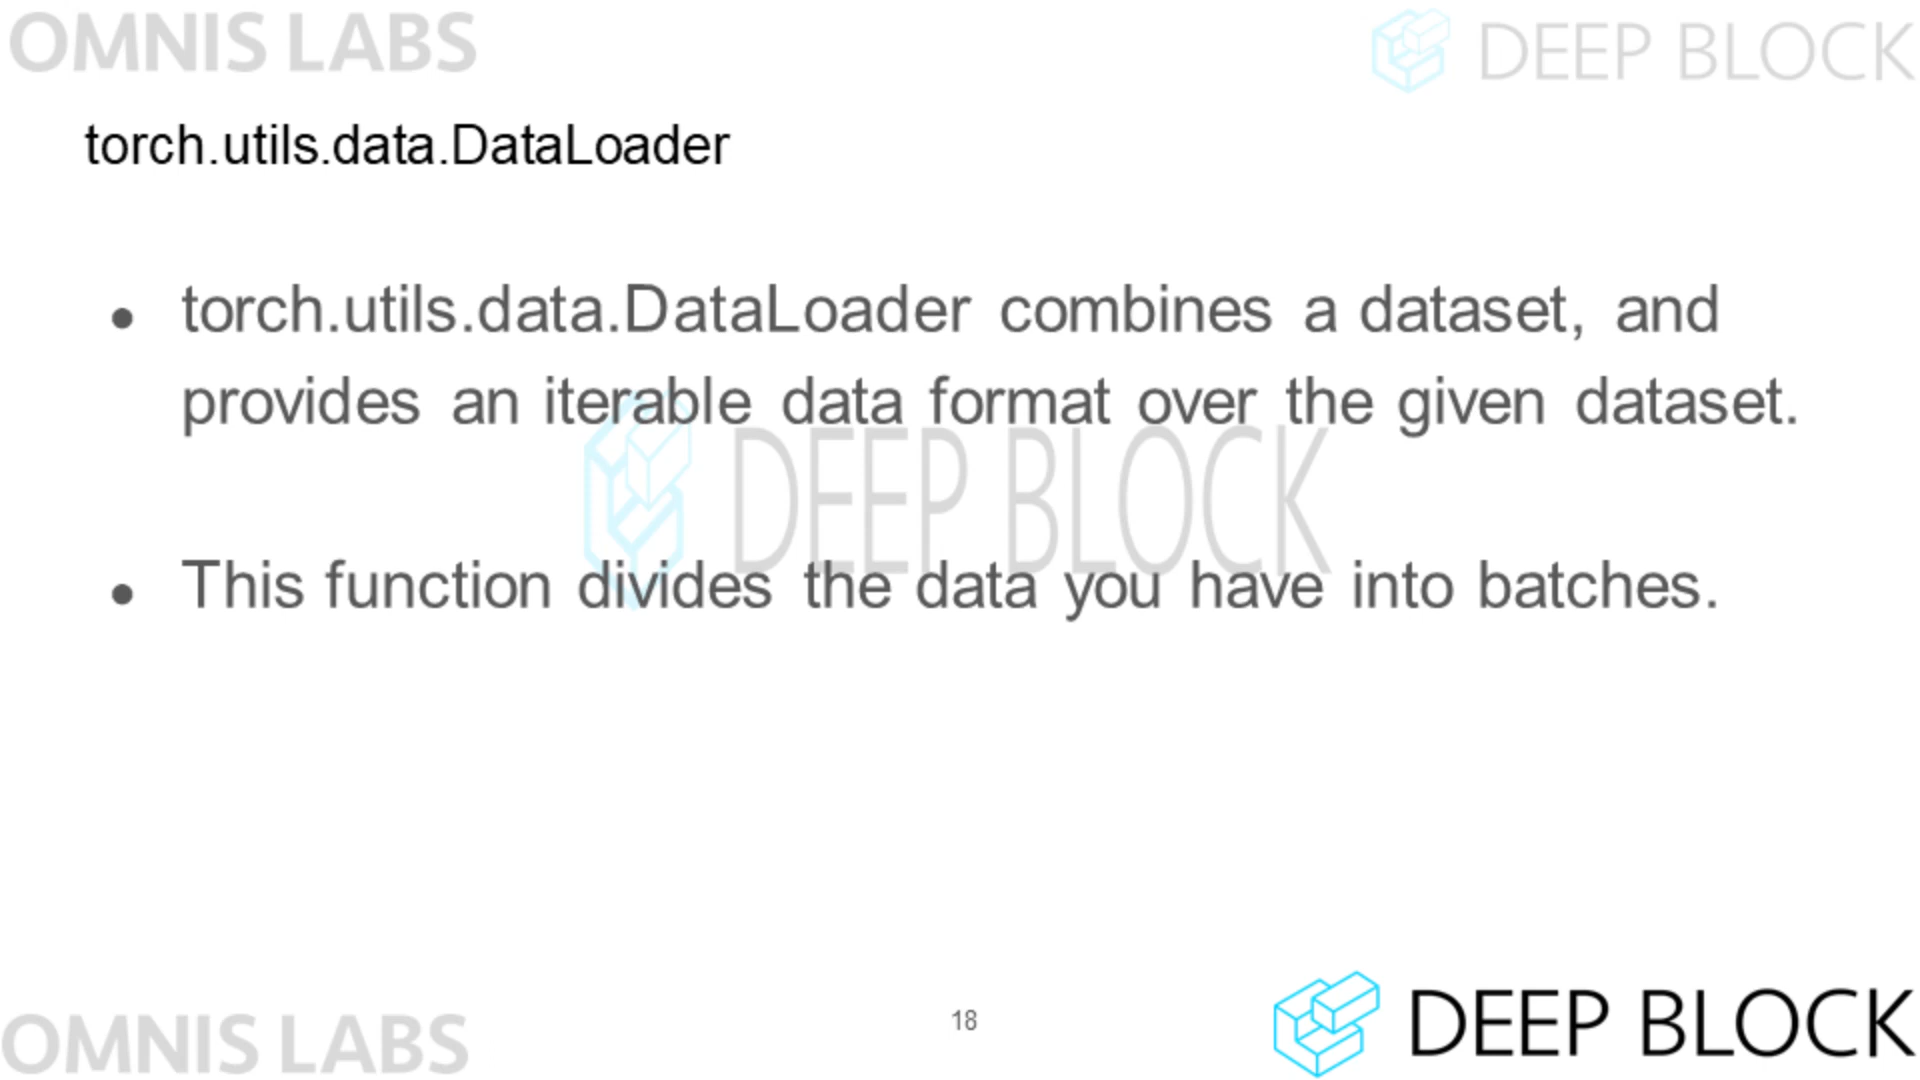 OMNIS LABS
DEEP BLOCK
torch.utils.data.DataLoader
● torch.utils.data.DataLoader combines a dataset, and
provides an iterable data format over the given dataset.
DEEP BLOCK
● This function divides the data you have into batches.
OMNIS LABS
18
DEEP BLOCK